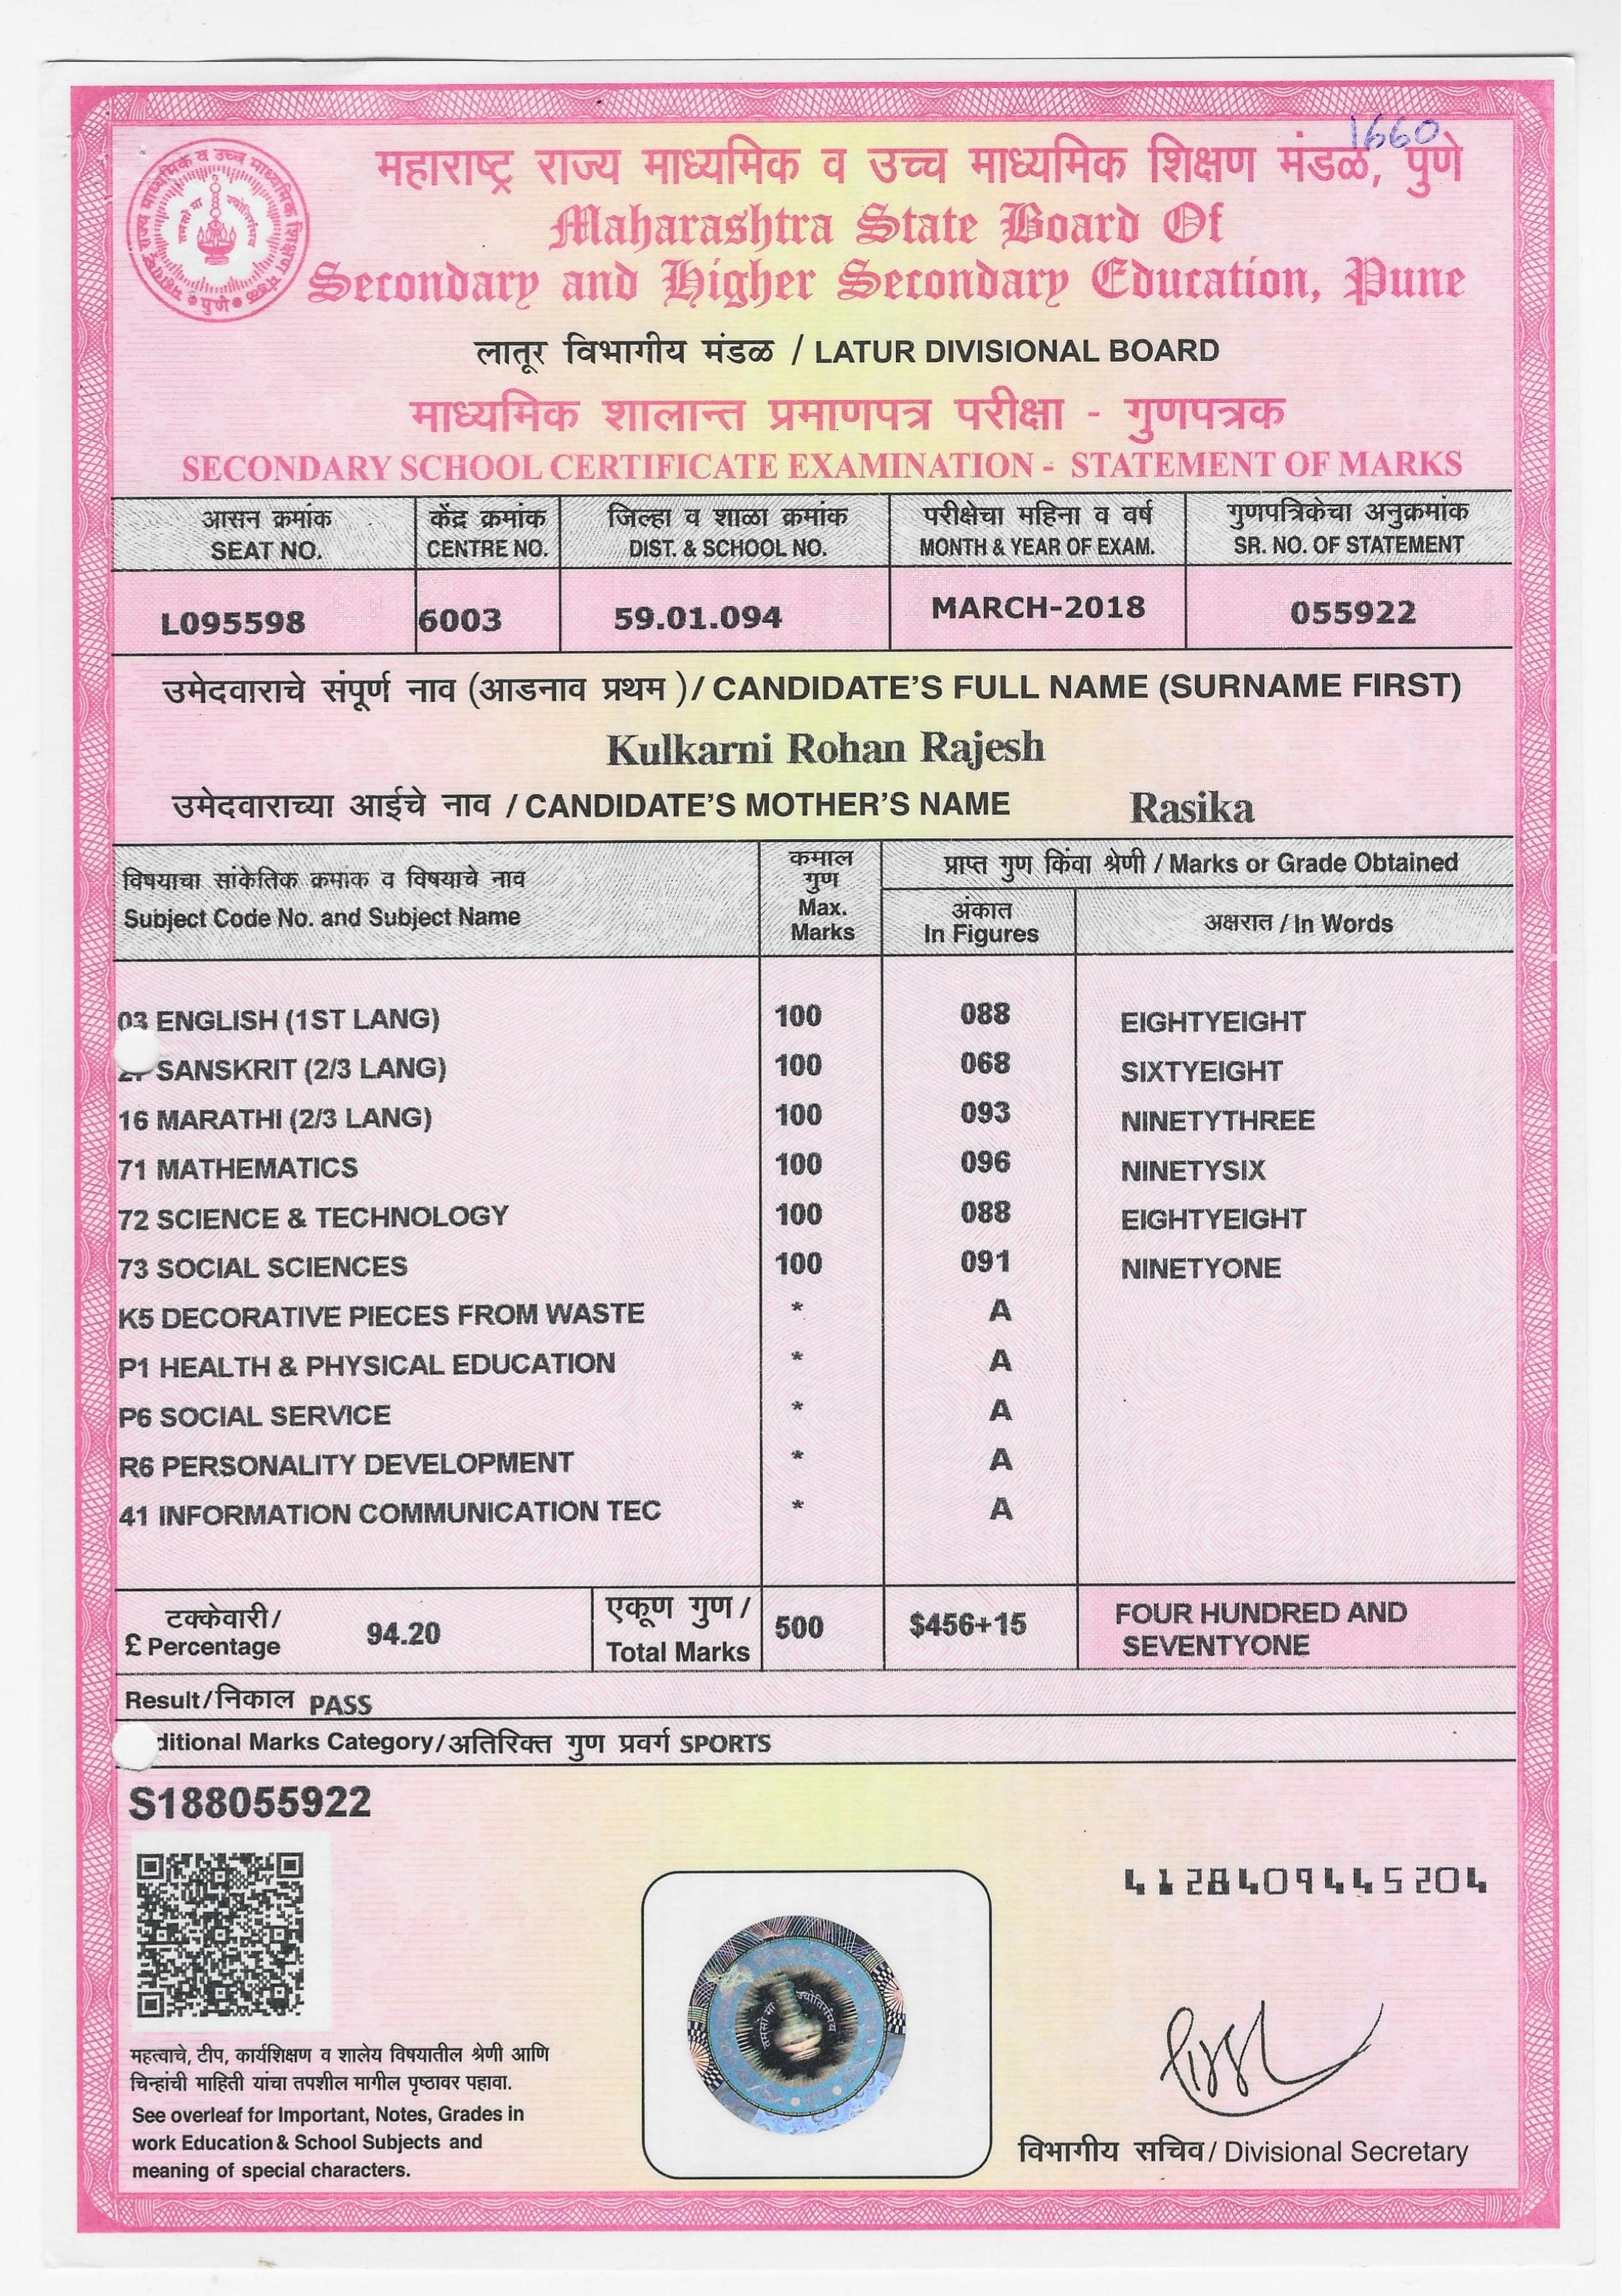 1660
महाराष्ट्र राज्य माध्यमिक व उच्च माध्यमिक शिक्षण मंडळ, पुणे
Maharashtra State Board Of
Secondary and Higher Secondary Education, Pune
लातूर विभागीय मंडळ / LATUR DIVISIONAL BOARD
माध्यमिक शालान्त प्रमाणपत्र परीक्षा - गुणपत्रक
SECONDARY SCHOOL CERTIFICATE EXAMINATION - STATEMENT OF MARKS
आसन क्रमांक केंद्र क्रमांक जिल्हा व शाळा क्रमांक परीक्षेचा महिना व वर्ष गुणपत्रिकेचा अनुक्रमांक
SEAT NO. CENTRE NO. DIST. & SCHOOL NO. MONTH & YEAR OF EXAM. SR. NO. OF STATEMENT
L095598 6003 59.01.094 MARCH-2018 055922
उमेदवाराचे संपूर्ण नाव (आडनाव प्रथम ) / CANDIDATE'S FULL NAME (SURNAME FIRST)
Kulkarni Rohan Rajesh
उमेदवाराच्या आईचे नाव / CANDIDATE'S MOTHER'S NAME Rasika
विषयाचा सांकेतिक क्रमांक व विषयाचे नाव कमाल गुण प्राप्त गुण किंवा श्रेणी / Marks or Grade Obtained
Subject Code No. and Subject Name Max. Marks अंकात In Figures अक्षरात / In Words
03 ENGLISH (1ST LANG) 100 088 EIGHTYEIGHT
SANSKRIT (2/3 LANG) 100 068 SIXTYEIGHT
16 MARATHI (2/3 LANG) 100 093 NINETYTHREE
71 MATHEMATICS 100 096 NINETYSIX
72 SCIENCE & TECHNOLOGY 100 088 EIGHTYEIGHT
73 SOCIAL SCIENCES 100 091 NINETYONE
K5 DECORATIVE PIECES FROM WASTE * A
P1 HEALTH & PHYSICAL EDUCATION * A
P6 SOCIAL SERVICE * A
R6 PERSONALITY DEVELOPMENT * A
41 INFORMATION COMMUNICATION TEC * A
टक्केवारी/ एकूण गुण / FOUR HUNDRED AND
£ Percentage 94.20 Total Marks 500 $456+15 SEVENTYONE
Result/निकाल PASS
ditional Marks Category/अतिरिक्त गुण प्रवर्ग SPORTS
S188055922
4128409445204
महत्वाचे, टीप, कार्यशिक्षण व शालेय विषयातील श्रेणी आणि
चिन्हांची माहिती यांचा तपशील मागील पृष्ठावर पहावा.
See overleaf for Important, Notes, Grades in
work Education & School Subjects and
meaning of special characters.
विभागीय सचिव / Divisional Secretary